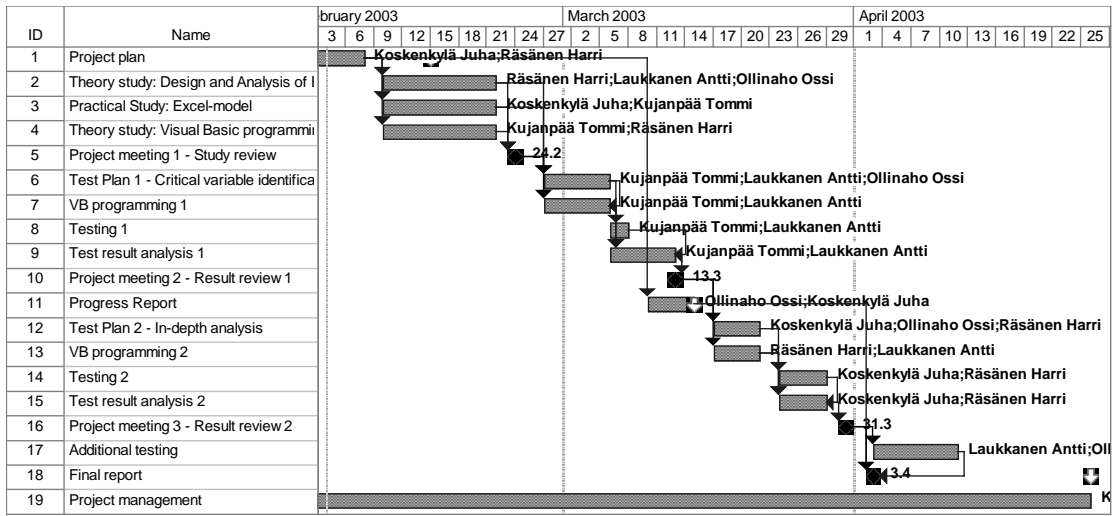 ID Name bruary 2003 March 2003 April 2003
3 6 9 12 15 18 21 24 27 2 5 8 11 14 17 20 23 26 29 1 4 7 10 13 16 19 22 25
1 Project plan Koskenkylä Juha;Räsänen Harri
2 Theory study: Design and Analysis of Räsänen Harri;Laukkanen Antti;Ollinaho Ossi
3 Practical Study: Excel-model Koskenkylä Juha;Kujanpää Tommi
4 Theory study: Visual Basic programmi Kujanpää Tommi;Räsänen Harri
5 Project meeting 1 - Study review 24.2
6 Test Plan 1 - Critical variable identifica Kujanpää Tommi;Laukkanen Antti;Ollinaho Ossi
7 VB programming 1 Kujanpää Tommi;Laukkanen Antti
8 Testing 1 Kujanpää Tommi;Laukkanen Antti
9 Test result analysis 1 Kujanpää Tommi;Laukkanen Antti
10 Project meeting 2 - Result review 1 13.3
11 Progress Report Ollinaho Ossi;Koskenkylä Juha
12 Test Plan 2 - In-depth analysis Koskenkylä Juha;Ollinaho Ossi;Räsänen Harri
13 VB programming 2 Räsänen Harri;Laukkanen Antti
14 Testing 2 Koskenkylä Juha;Räsänen Harri
15 Test result analysis 2 Koskenkylä Juha;Räsänen Harri
16 Project meeting 3 - Result review 2 31.3
17 Additional testing Laukkanen Antti;Oll
18 Final report 3.4
19 Project management K